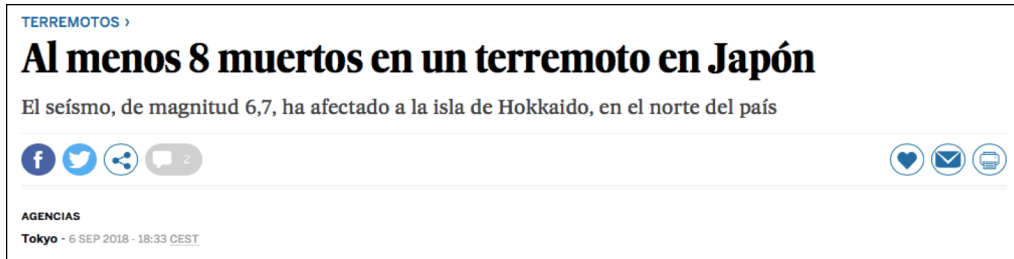 TERREMOTOS ›
Al menos 8 muertos en un terremoto en Japón
El seísmo, de magnitud 6,7, ha afectado a la isla de Hokkaido, en el norte del país
2
AGENCIAS
Tokyo - 6 SEP 2018 - 18:33 CEST